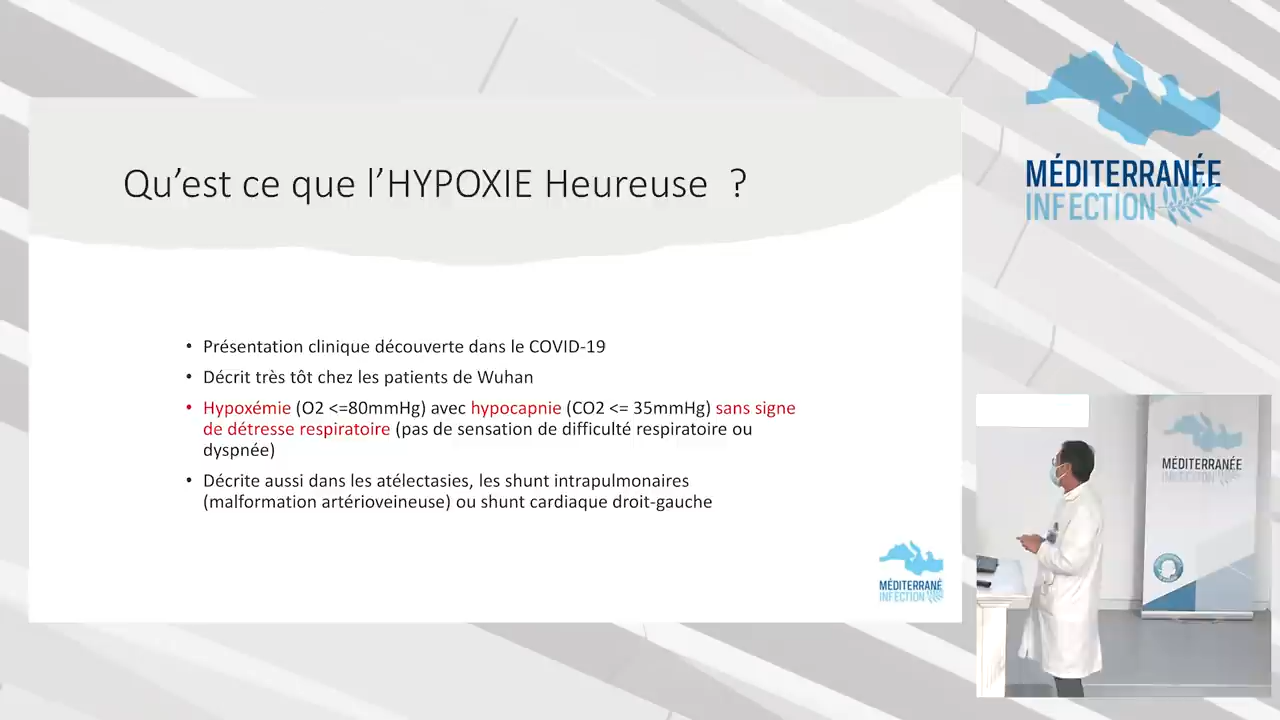 Qu'est ce que l'HYPOXIE Heureuse ?
• Présentation clinique découverte dans le COVID-19
• Décrit très tôt chez les patients de Wuhan
• Hypoxémie (O2 <=80mmHg) avec hypocapnie (CO2 <= 35mmHg) sans signe
de détresse respiratoire (pas de sensation de difficulté respiratoire ou
dyspnée)
• Décrite aussi dans les atélectasies, les shunt intrapulmonaires
(malformation artérioveineuse) ou shunt cardiaque droit-gauche
MÉDITERRANÉ
INFECTION
MÉDITERRANÉE
INFECTION
MÉDITERRANÉE
INFECTION